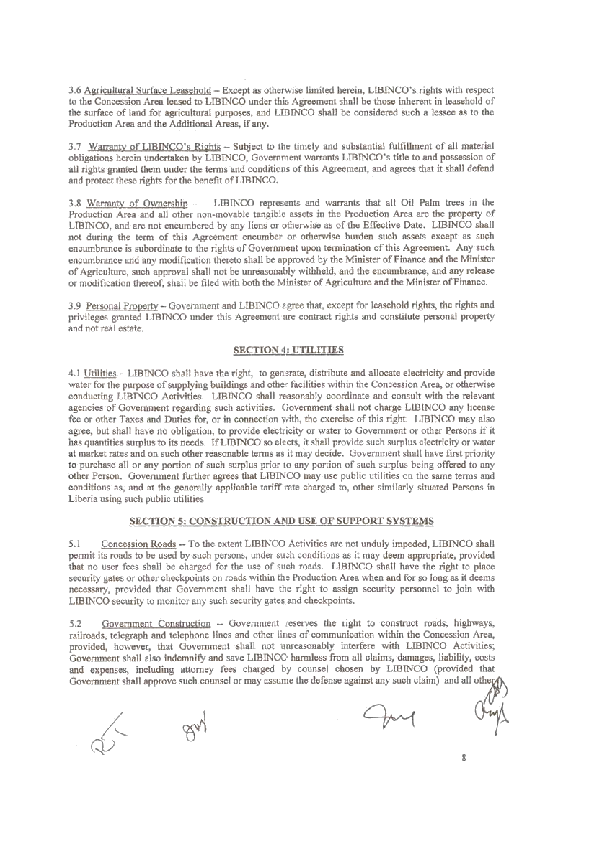 3.6 Agricultural Surface Leasehold – Except as otherwise limited herein, LIBINCO's rights with respect
to the Concession Area leased to LIBINCO under this Agreement shall be those inherent in leasehold of
the surface of land for agricultural purposes, and LIBINCO shall be considered such a lessee as to the
Production Area and the Additional Areas, if any.
3.7 Warranty of LIBINCO's Rights – Subject to the timely and substantial fulfillment of all material
obligations herein undertaken by LIBINCO, Government warrants LIBINCO's title to and possession of
all rights granted them under the terms and conditions of this Agreement, and agrees that it shall defend
and protect these rights for the benefit of LIBINCO.
3.8 Warranty of Ownership – LIBINCO represents and warrants that all Oil Palm trees in the
Production Area and all other non-movable tangible assets in the Production Area are the property of
LIBINCO, and are not encumbered by any liens or otherwise as of the Effective Date. LIBINCO shall
not during the term of this Agreement encumber or otherwise burden such assets except as such
encumbrance is subordinate to the rights of Government upon termination of this Agreement. Any such
encumbrance and any modification thereto shall be approved by the Minister of Finance and the Minister
of Agriculture, such approval shall not be unreasonably withheld, and the encumbrance, and any release
or modification thereof, shall be filed with both the Minister of Agriculture and the Minister of Finance.
3.9 Personal Property – Government and LIBINCO agree that, except for leasehold rights, the rights and
privileges granted LIBINCO under this Agreement are contract rights and constitute personal property
and not real estate.
SECTION 4: UTILITIES
4.1 Utilities - LIBINCO shall have the right, to generate, distribute and allocate electricity and provide
water for the purpose of supplying buildings and other facilities within the Concession Area, or otherwise
conducting LIBINCO Activities. LIBINCO shall reasonably coordinate and consult with the relevant
agencies of Government regarding such activities. Government shall not charge LIBINCO any license
fee or other Taxes and Duties for, or in connection with, the exercise of this right. LIBINCO may also
agree, but shall have no obligation, to provide electricity or water to Government or other Persons if it
has quantities surplus to its needs. If LIBINCO so elects, it shall provide such surplus electricity or water
at market rates and on such other reasonable terms as it may decide. Government shall have first priority
to purchase all or any portion of such surplus prior to any portion of such surplus being offered to any
other Person. Government further agrees that LIBINCO may use public utilities on the same terms and
conditions as, and at the generally applicable tariff rate charged to, other similarly situated Persons in
Liberia using such public utilities
SECTION 5: CONSTRUCTION AND USE OF SUPPORT SYSTEMS
5.1 Concession Roads -- To the extent LIBINCO Activities are not unduly impeded, LIBINCO shall
permit its roads to be used by such persons, under such conditions as it may deem appropriate, provided
that no user fees shall be charged for the use of such roads. LIBINCO shall have the right to place
security gates or other checkpoints on roads within the Production Area when and for so long as it deems
necessary, provided that Government shall have the right to assign security personnel to join with
LIBINCO security to monitor any such security gates and checkpoints.
5.2 Government Construction -- Government reserves the right to construct roads, highways,
railroads, telegraph and telephone lines and other lines of communication within the Concession Area,
provided, however, that Government shall not unreasonably interfere with LIBINCO Activities;
Government shall also indemnify and save LIBINCO harmless from all claims, damages, liability, costs
and expenses, including attorney fees charged by counsel chosen by LIBINCO (provided that
Government shall approve such counsel or may assume the defense against any such claim) and all other
8